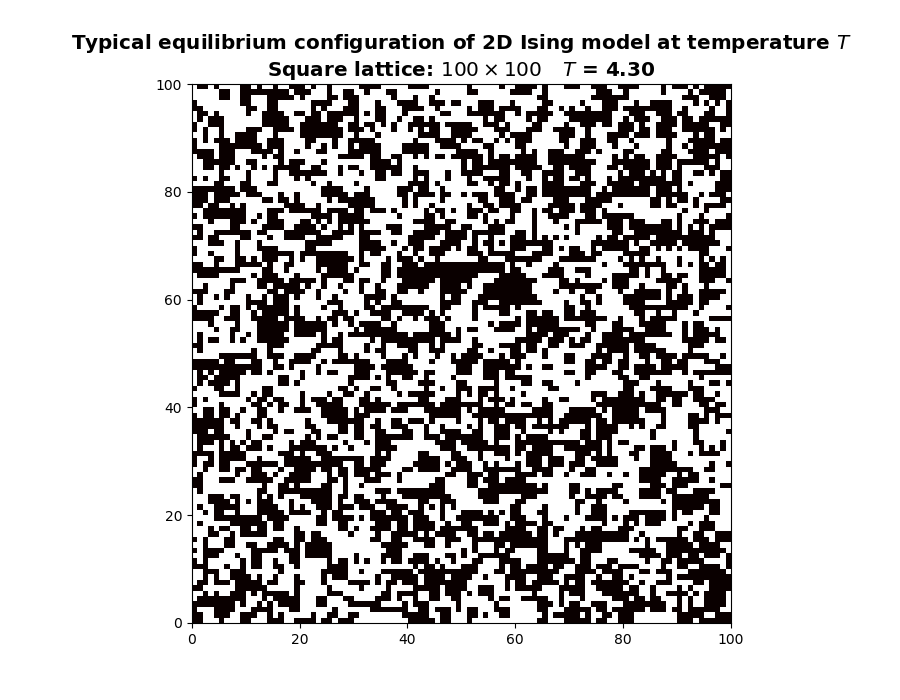 Typical equilibrium configuration of 2D Ising model at temperature T
Square lattice: 100 × 100 T = 4.30
100
80
60
40
20
0
0 20 40 60 80 100